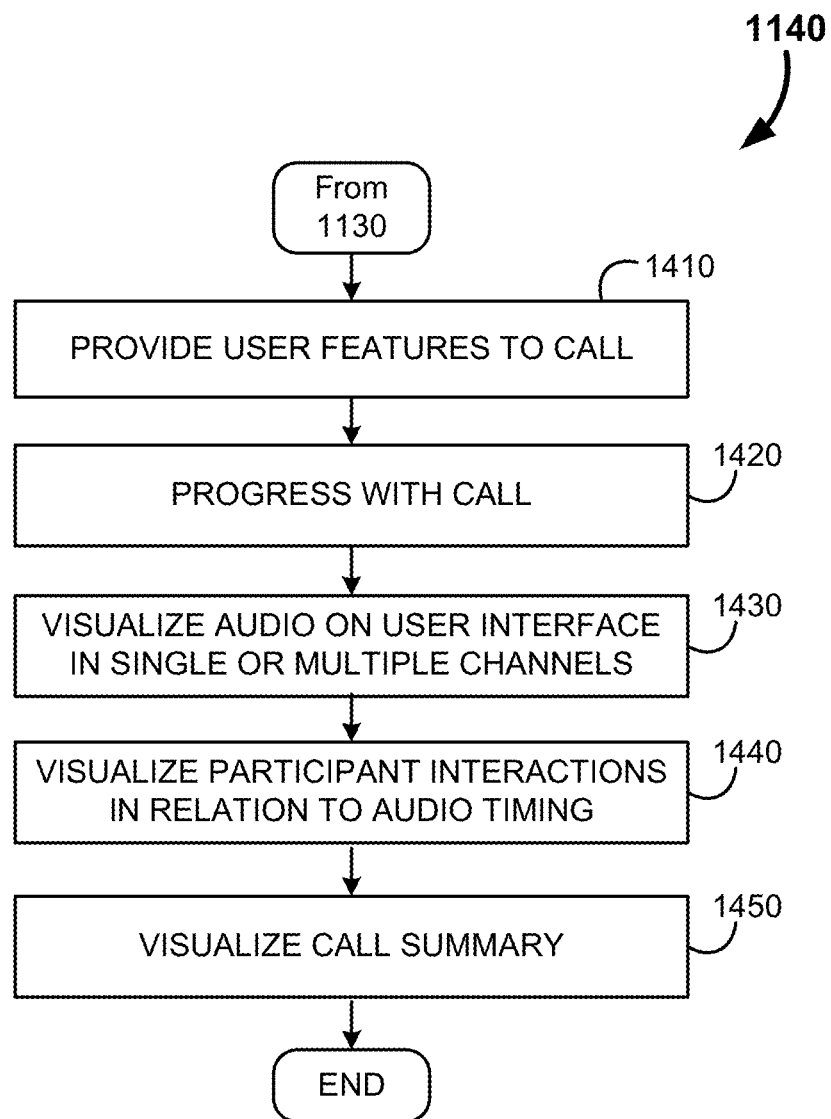 1140
From
1130
1410
PROVIDE USER FEATURES TO CALL
1420
PROGRESS WITH CALL
1430
VISUALIZE AUDIO ON USER INTERFACE
IN SINGLE OR MULTIPLE CHANNELS
1440
VISUALIZE PARTICIPANT INTERACTIONS
IN RELATION TO AUDIO TIMING
1450
VISUALIZE CALL SUMMARY
END